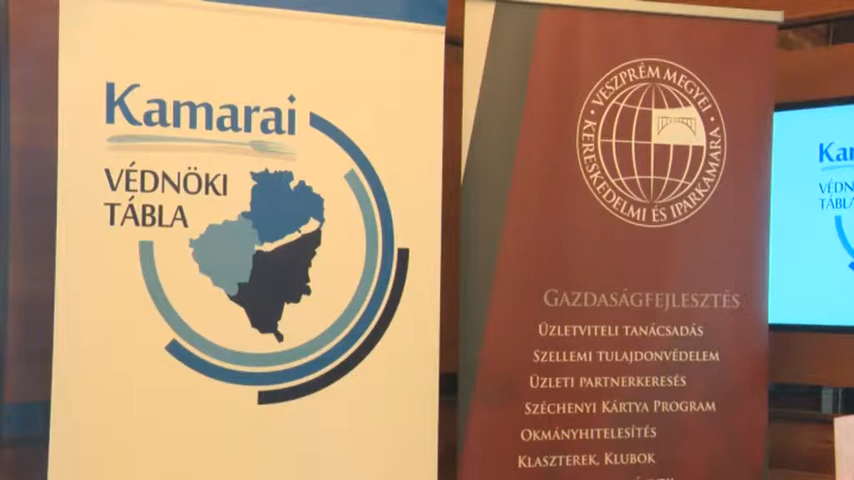 Kamarai
VÉDNÖKI
TÁBLA
VESZPRÉM MEGYEI
KERESKEDELMI ÉS IPARKAMARA
GAZDASÁGFEJLESZTÉS
ÜZLETVITELI TANÁCSADÁS
SZELLEMI TULAJDONVÉDELEM
ÜZLETI PARTNERKERESÉS
SZÉCHENYI KÁRTYA PROGRAM
OKMÁNYHITELESÍTÉS
KLASZTEREK, KLUBOK